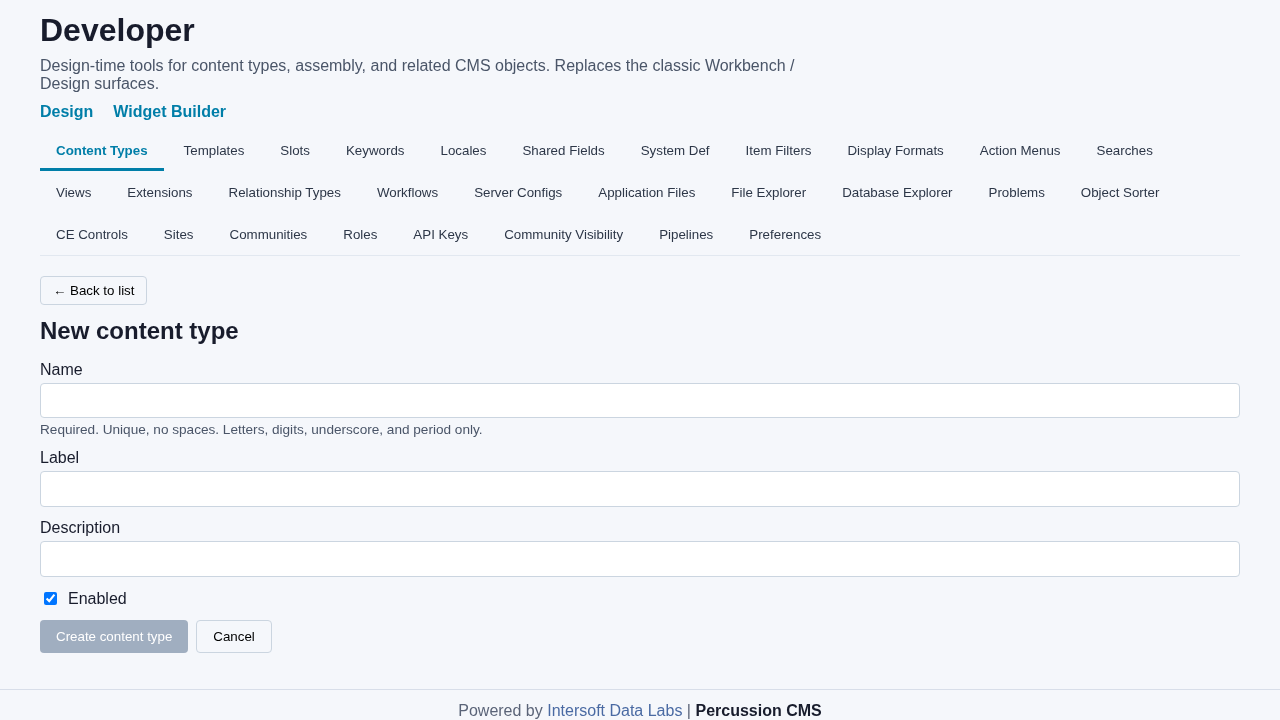 Developer
Design-time tools for content types, assembly, and related CMS objects. Replaces the classic Workbench /
Design surfaces.
Design Widget Builder
Content Types Templates Slots Keywords Locales Shared Fields System Def Item Filters Display Formats Action Menus Searches
Views Extensions Relationship Types Workflows Server Configs Application Files File Explorer Database Explorer Problems Object Sorter
CE Controls Sites Communities Roles API Keys Community Visibility Pipelines Preferences
← Back to list
New content type
Name
Required. Unique, no spaces. Letters, digits, underscore, and period only.
Label
Description
Enabled
Create content type Cancel
Powered by Intersoft Data Labs | Percussion CMS